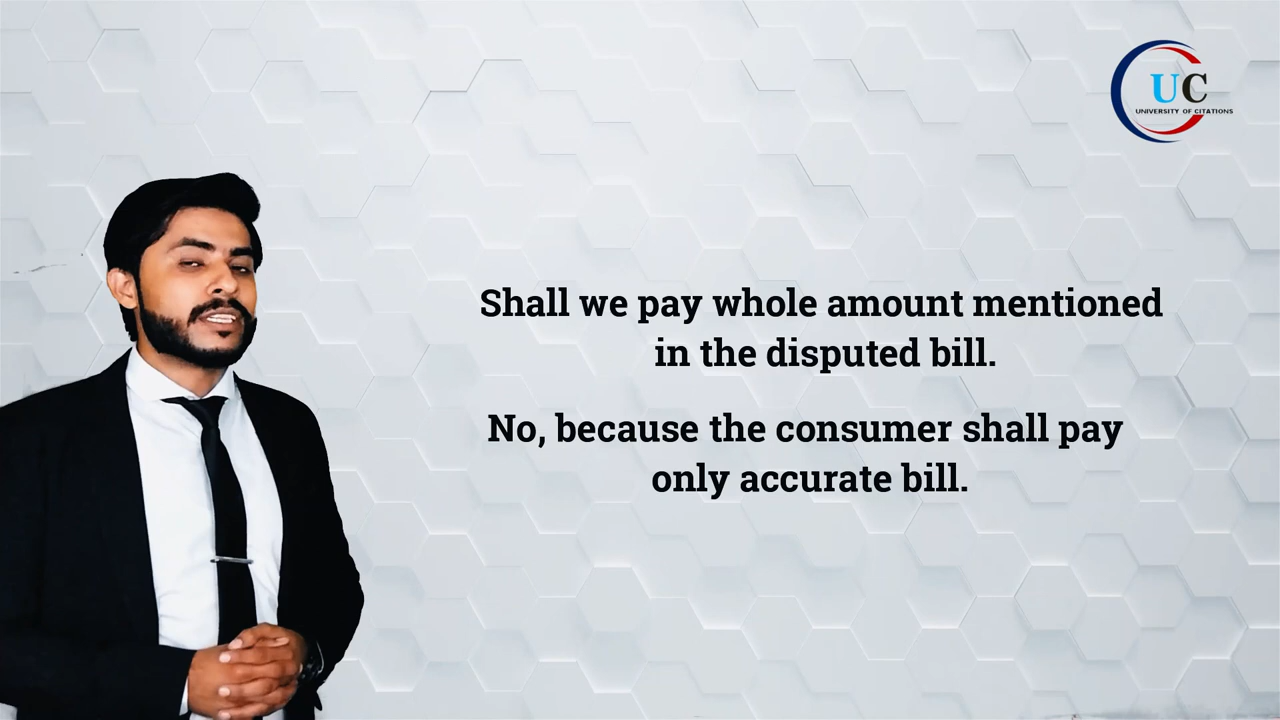 UC
UNIVERSITY OF CITATIONS
Shall we pay whole amount mentioned
in the disputed bill.
No, because the consumer shall pay
only accurate bill.